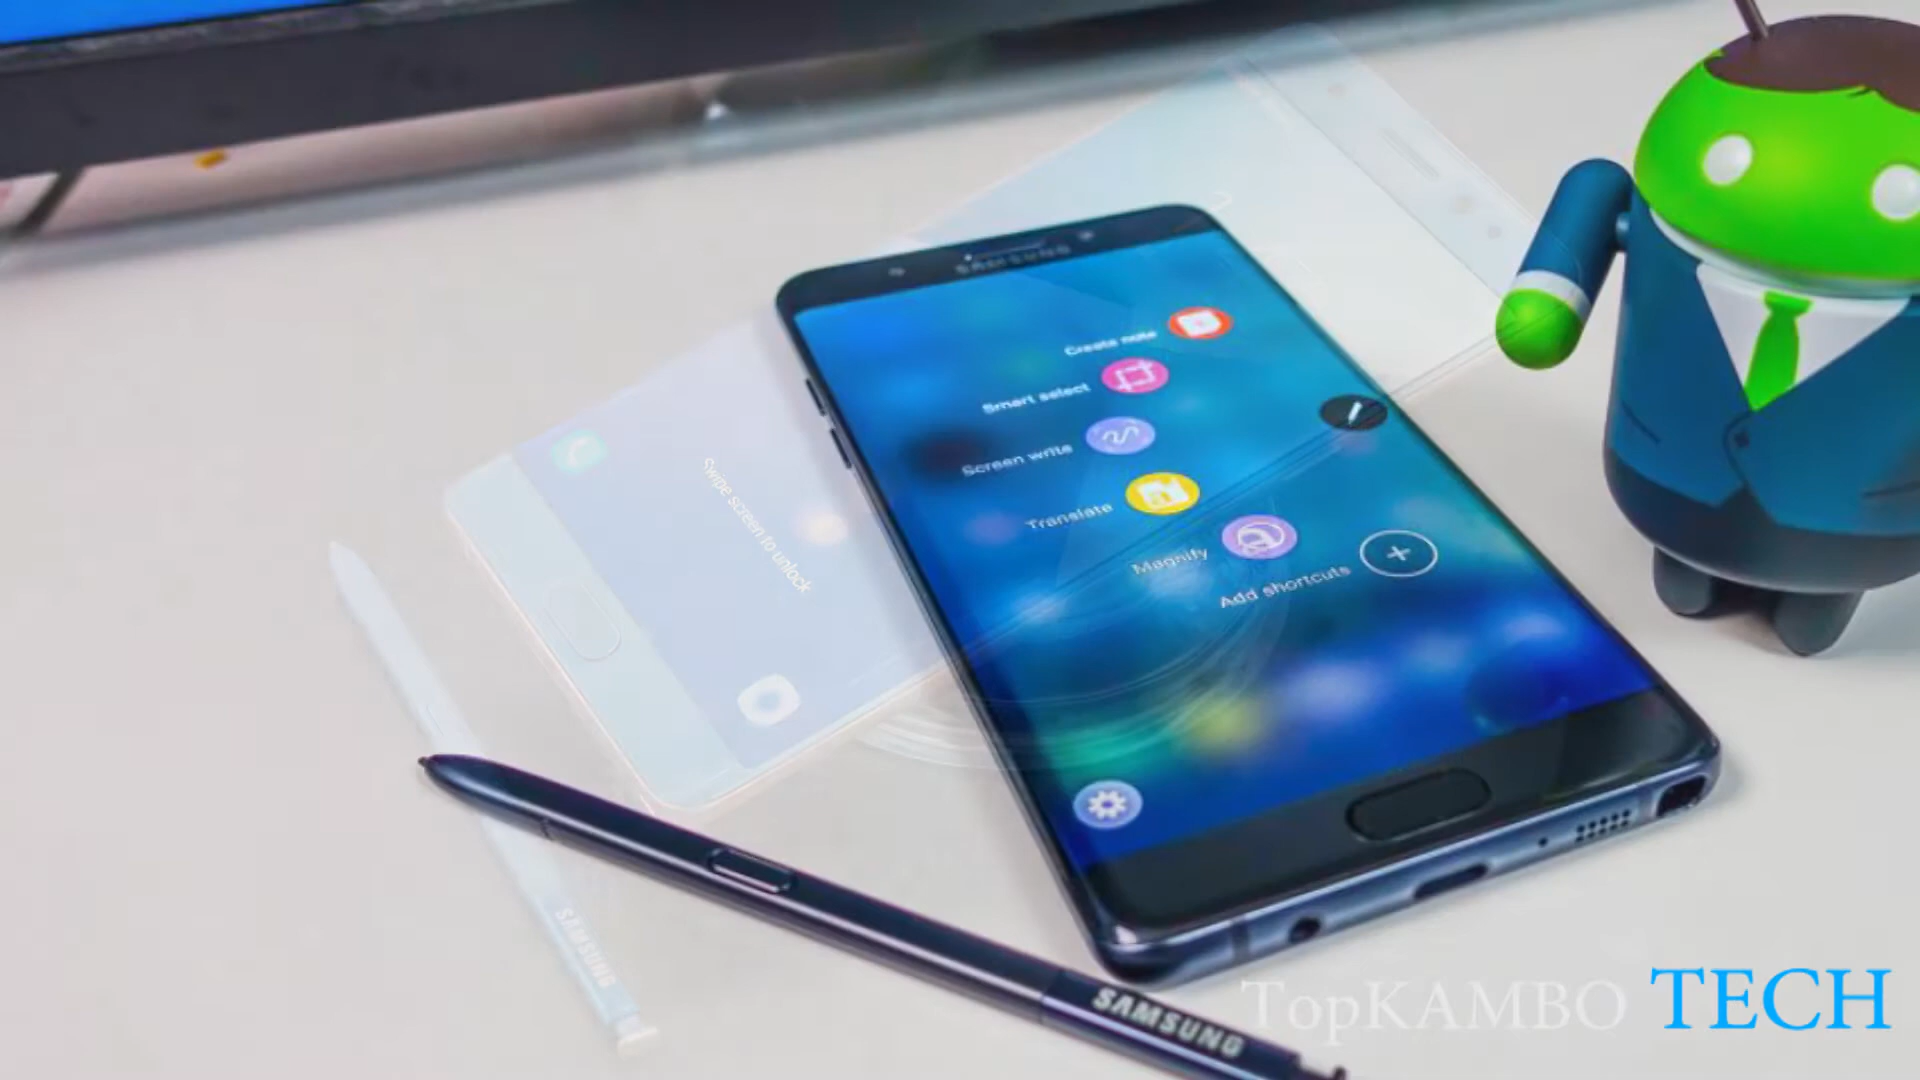 SAMSUNG
Create note
Smart select
Screen write
Translate
Magnify
Add shortcuts
Swipe screen to unlock
SAMSUNG
SAMSUNG
TopKAMBO TECH